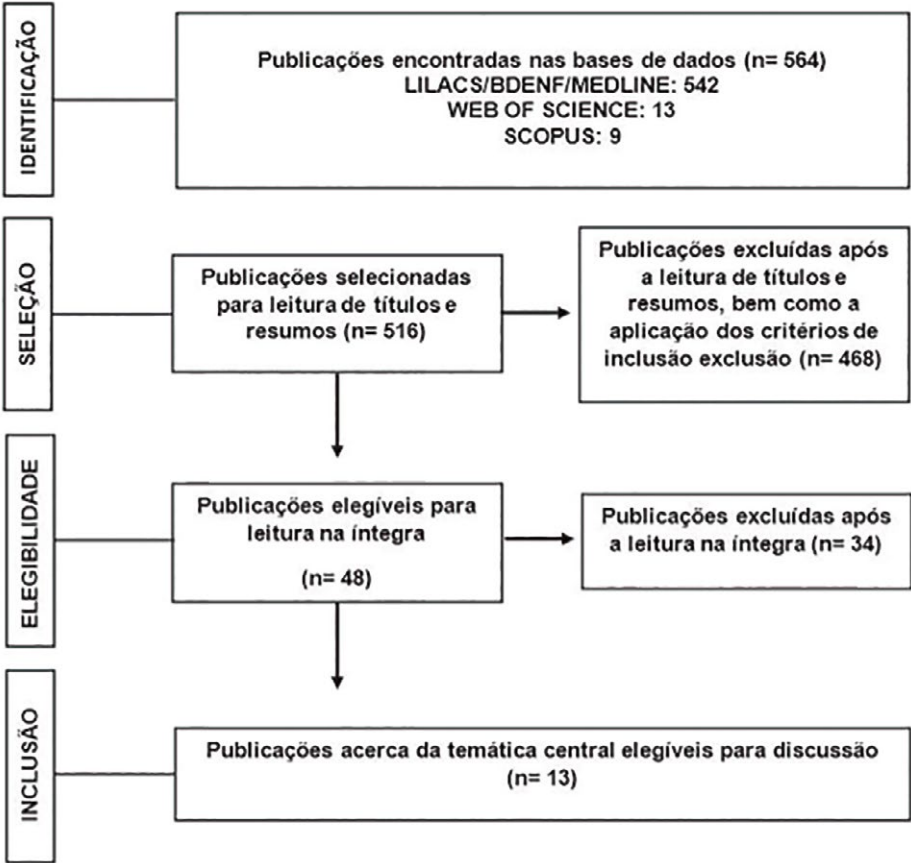 IDENTIFICAÇÃO
Publicações encontradas nas bases de dados (n= 564)
LILACS/BDENF/MEDLINE: 542
WEB OF SCIENCE: 13
SCOPUS: 9
SELEÇÃO
Publicações selecionadas
para leitura de títulos e
resumos (n= 516)
Publicações excluídas após
a leitura de títulos e
resumos, bem como a
aplicação dos critérios de
inclusão exclusão (n= 468)
ELEGIBILIDADE
Publicações elegíveis para
leitura na íntegra
(n= 48)
Publicações excluídas após
a leitura na íntegra (n= 34)
INCLUSÃO
Publicações acerca da temática central elegíveis para discussão
(n= 13)